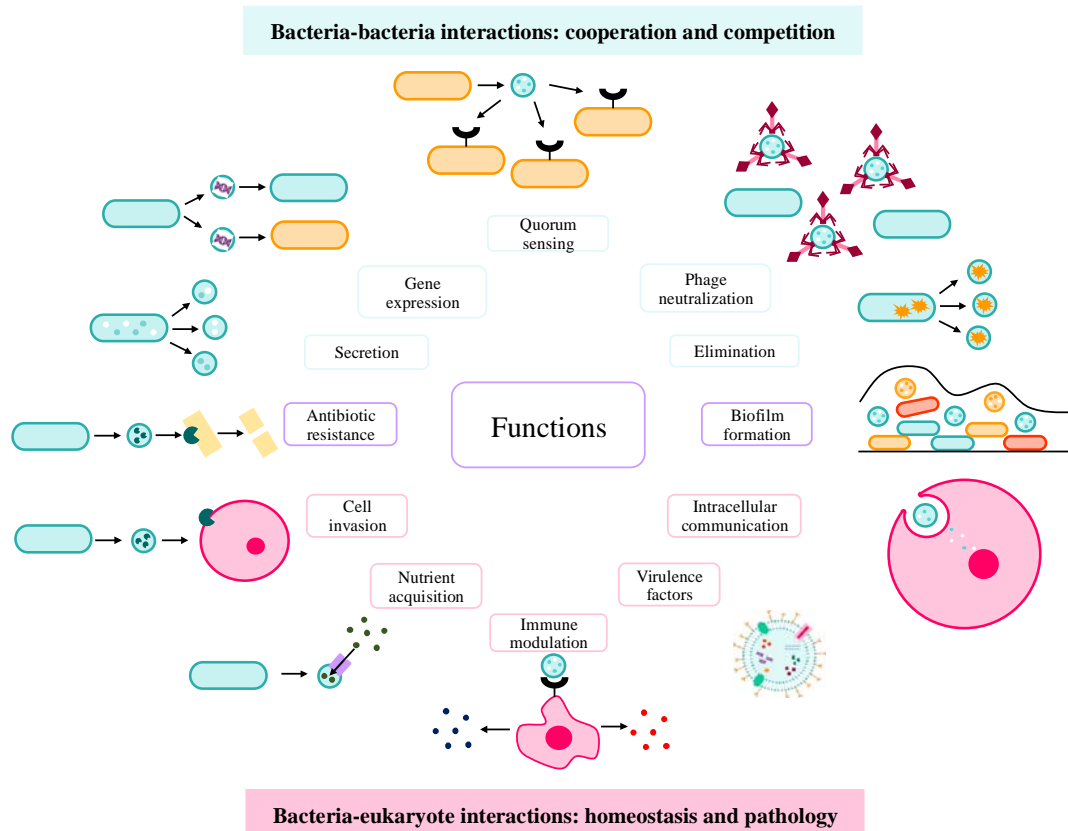 Bacteria-bacteria interactions: cooperation and competition
Quorum
sensing
Gene
expression
Phage
neutralization
Secretion
Elimination
Antibiotic
resistance
Functions
Biofilm
formation
Cell
invasion
Intracellular
communication
Nutrient
acquisition
Virulence
factors
Immune
modulation
Bacteria-eukaryote interactions: homeostasis and pathology